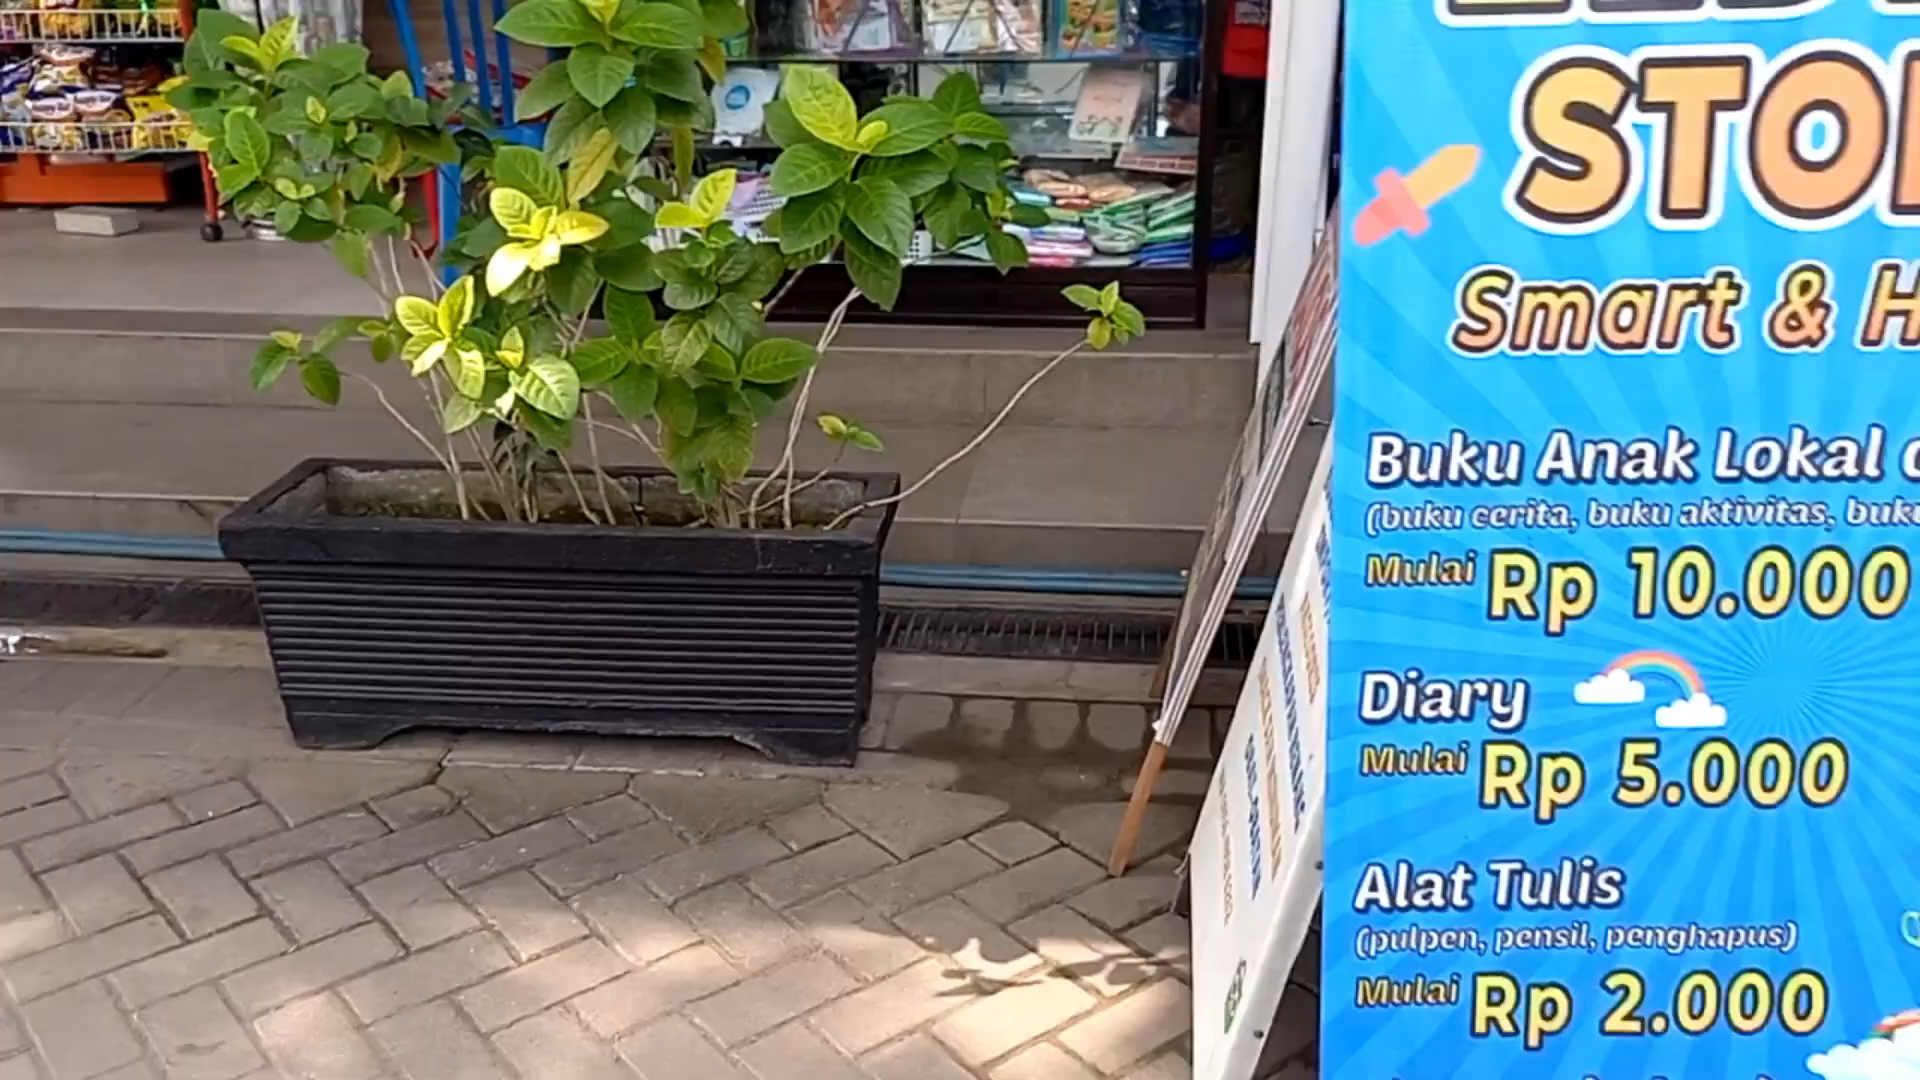 STO
Smart & H
Buku Anak Lokal
(buku cerita, buku aktivitas, buku
Mulai Rp 10.000
Diary
Mulai Rp 5.000
Alat Tulis
(pulpen, pensil, penghapus)
Mulai Rp 2.000